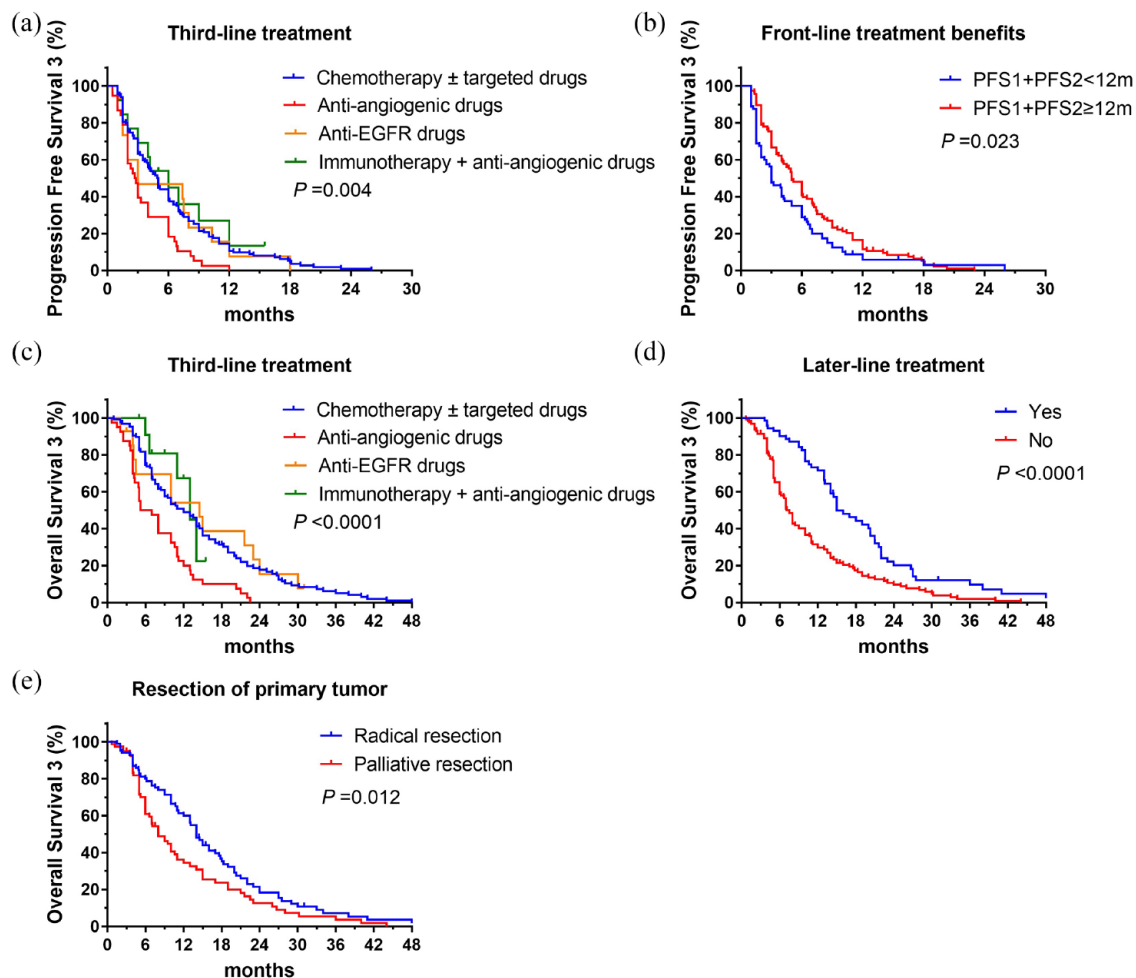 (a)
Third-line treatment
Progression Free Survival 3 (%)
100
80
60
40
20
0
0 6 12 18 24 30
months
Chemotherapy ± targeted drugs
Anti-angiogenic drugs
Anti-EGFR drugs
Immunotherapy + anti-angiogenic drugs
P =0.004
(b)
Front-line treatment benefits
Progression Free Survival 3 (%)
100
80
60
40
20
0
0 6 12 18 24 30
months
PFS1+PFS2<12m
PFS1+PFS2≥12m
P =0.023
(c)
Third-line treatment
Overall Survival 3 (%)
100
80
60
40
20
0
0 6 12 18 24 30 36 42 48
months
Chemotherapy ± targeted drugs
Anti-angiogenic drugs
Anti-EGFR drugs
Immunotherapy + anti-angiogenic drugs
P <0.0001
(d)
Later-line treatment
Overall Survival 3 (%)
100
80
60
40
20
0
0 6 12 18 24 30 36 42 48
months
Yes
No
P <0.0001
(e)
Resection of primary tumor
Overall Survival 3 (%)
100
80
60
40
20
0
0 6 12 18 24 30 36 42 48
months
Radical resection
Palliative resection
P =0.012